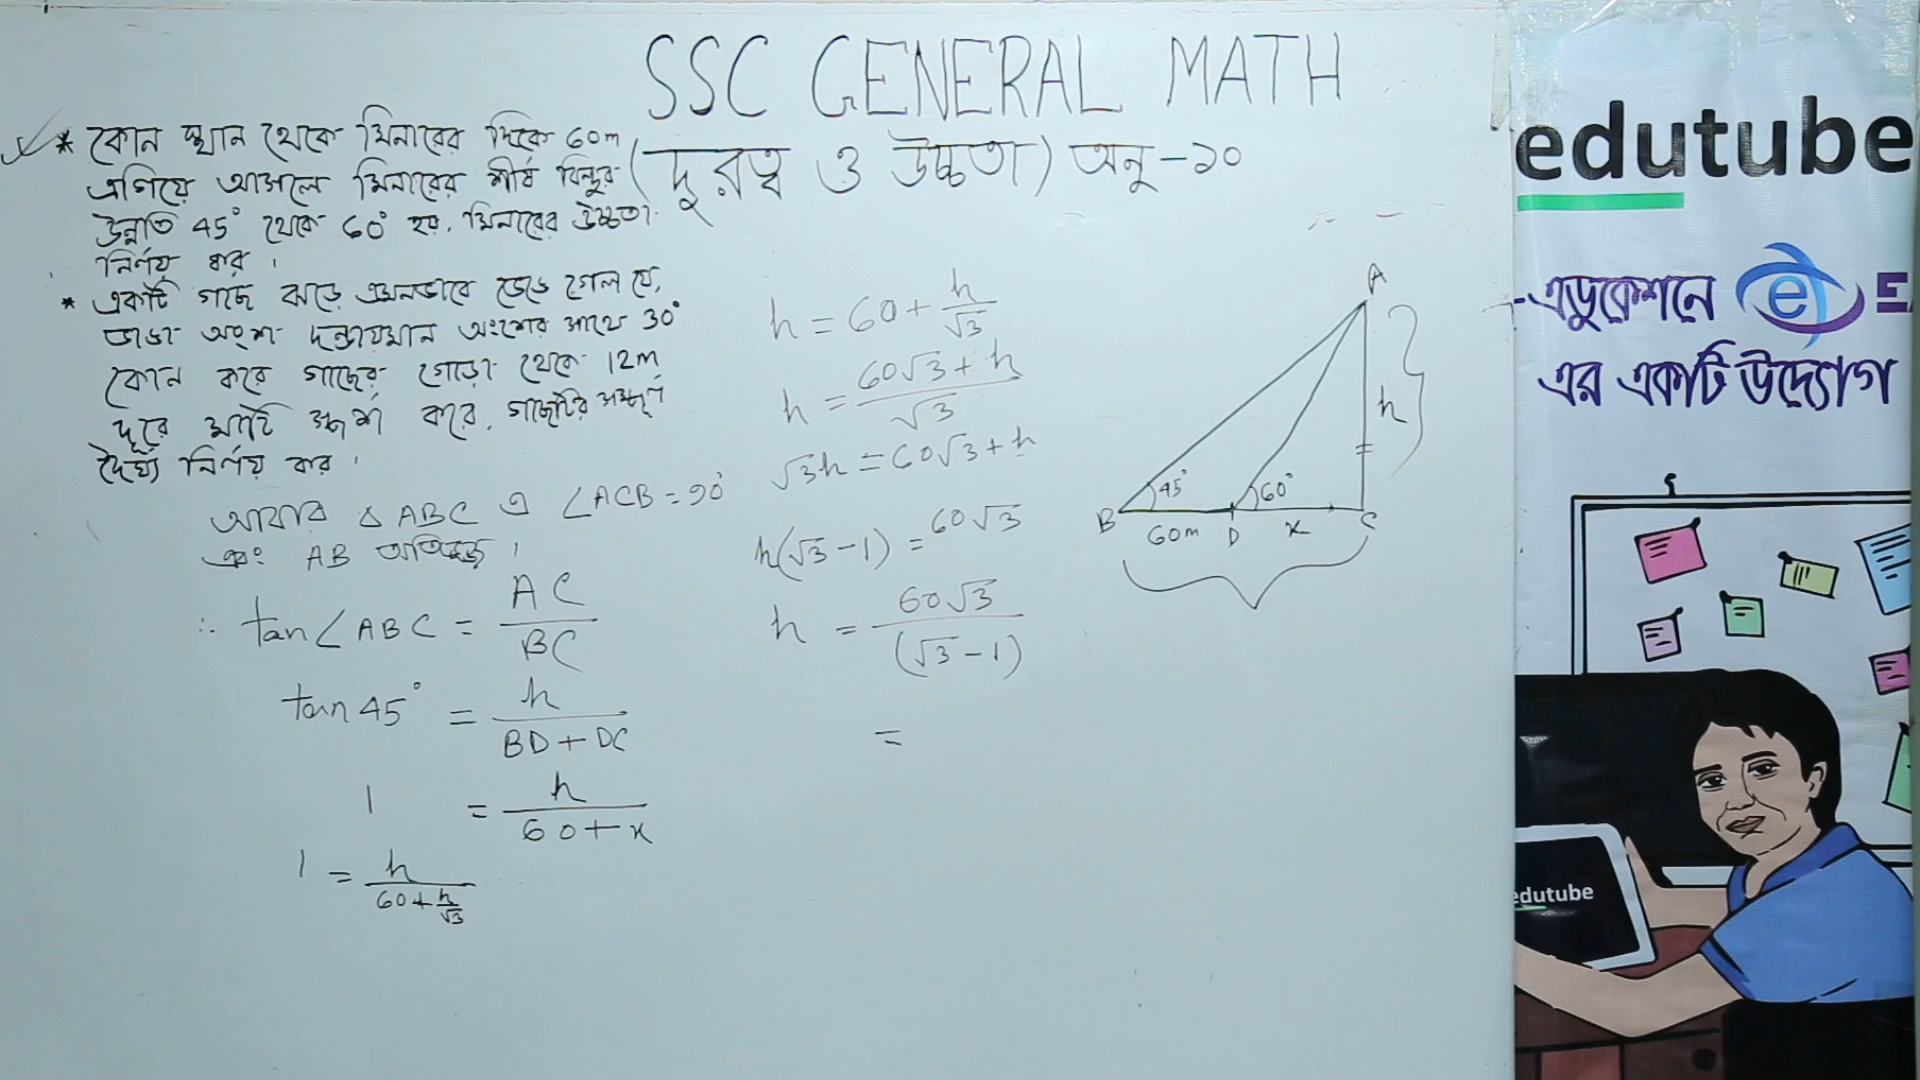 SSC GENERAL MATH
(দূরত্ব ও উচ্চতা) অনু-১০
* কোন স্থান থেকে মিনারের দিকে 60m
এগিয়ে আসলে মিনারের শীর্ষ বিন্দুর
উন্নতি 45° থেকে 60° হয়. মিনারের উচ্চতা
নির্ণয় কর।
* একটি গাছ ঝড়ে এমনভাবে ভেঙে গেল যে,
ভাঙা অংশ দন্ডায়মান অংশের সাথে 30°
কোন করে গাছের গোড়া থেকে 12m
দূরে মাটি স্পর্শ করে. গাছটির সম্পূর্ণ
দৈর্ঘ্য নির্ণয় কর।
আবার Δ ABC এ ∠ACB = 90°
এবং AB অতিভুজ।
∴ tan∠ABC = AC/BC
tan 45° = h/(BD+DC)
1 = h/(60+x)
1 = h/(60+h/√3)
h = 60 + h/√3
h = (60√3+h)/√3
√3h = 60√3+h
h(√3-1) = 60√3
h = 60√3/(√3-1)
=
A
h
45°
60°
B
60m
D
x
C
edutube
এডুকেশনে
e
এর একটি উদ্যোগ
edutube